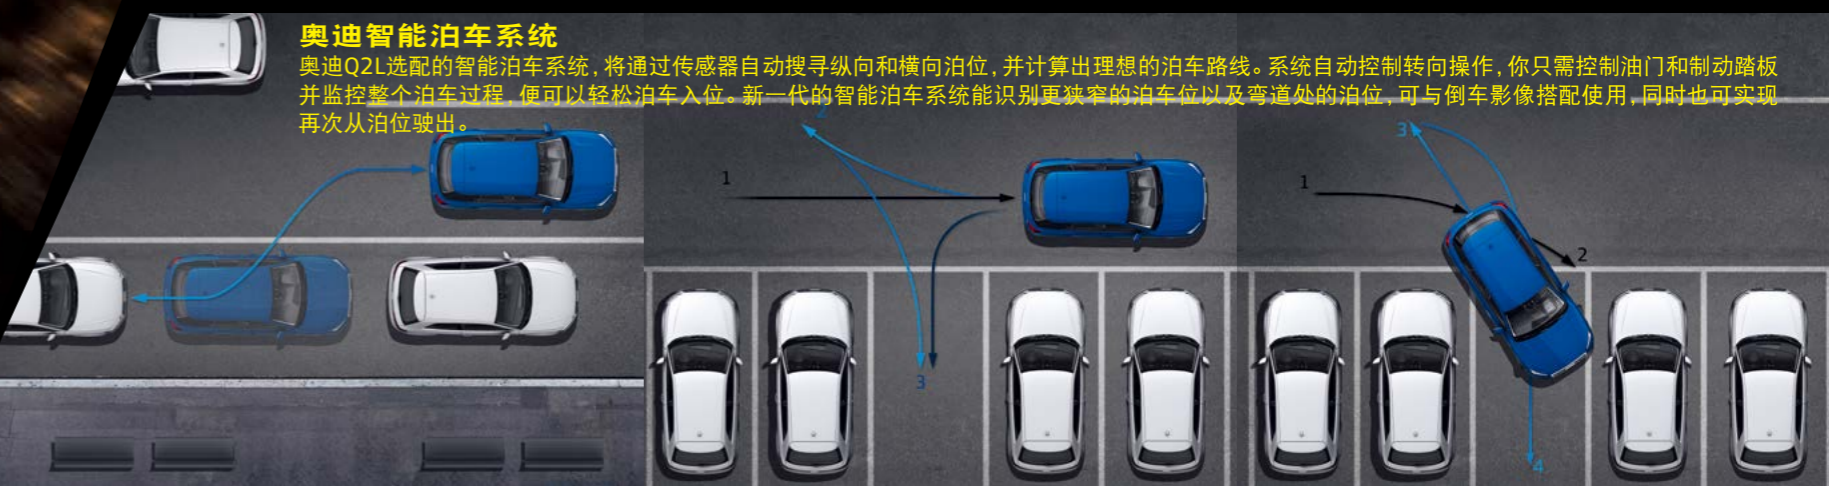 奥迪智能泊车系统
奥迪Q2L选配的智能泊车系统,将通过传感器自动搜寻纵向和横向泊位,并计算出理想的泊车路线。系统自动控制转向操作,你只需控制油门和制动踏板
并监控整个泊车过程,便可以轻松泊车入位。新一代的智能泊车系统能识别更狭窄的泊车位以及弯道处的泊位,可与倒车影像搭配使用,同时也可实现
再次从泊位驶出。
2
3
1
1
2
3
4